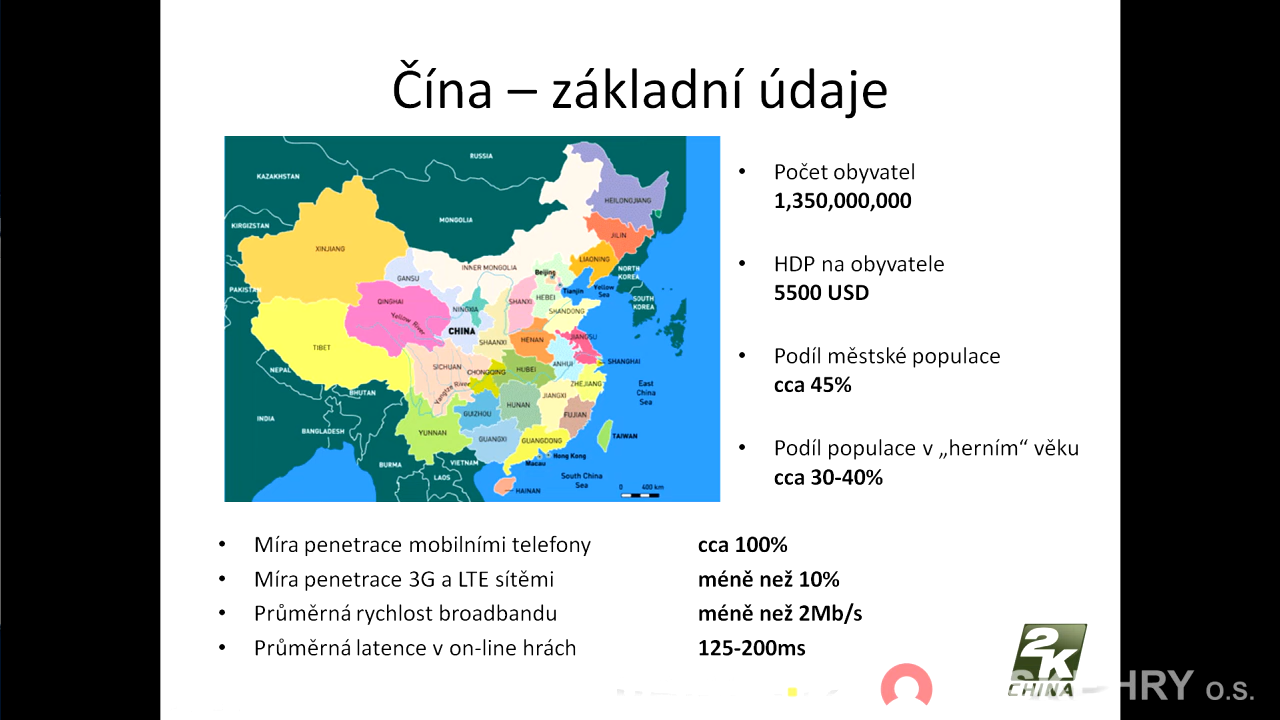 Čína – základní údaje
RUSSIA
KAZAKHSTAN
HEILONGJIANG
MONGOLIA
KIRGIZSTAN
JILIN
XINJIANG
LIAONING
INNER MONGOLIA
Beijing
NORTH
KOREA
GANSU
PAKISTAN
Tianjin
Yellow
Sea
QINGHAI
SHANXI
HEBEI
SOUTH
KOREA
NINGXIA
SHANDONG
Yellow River
CHINA
TIBET
SHAANXI
HENAN
JIANGSU
NEPAL
SICHUAN
CHONGQING
HUBEI
ANHUI
SHANGHAI
Yangtze River
ZHEJIANG
BHUTAN
East
China
Sea
JIANGXI
HUNAN
INDIA
GUIZHOU
FUJIAN
BANGLADESH
YUNNAN
GUANGXI
GUANGDONG
TAIWAN
Hong Kong
Macau
BURMA
VIETNAM
LAOS
South China
Sea
HAINAN
0 400 km
• Počet obyvatel
1,350,000,000
• HDP na obyvatele
5500 USD
• Podíl městské populace
cca 45%
• Podíl populace v „herním“ věku
cca 30-40%
• Míra penetrace mobilními telefony cca 100%
• Míra penetrace 3G a LTE sítěmi méně než 10%
• Průměrná rychlost broadbandu méně než 2Mb/s
• Průměrná latence v on-line hrách 125-200ms
2K
CHINA
HRY o.s.